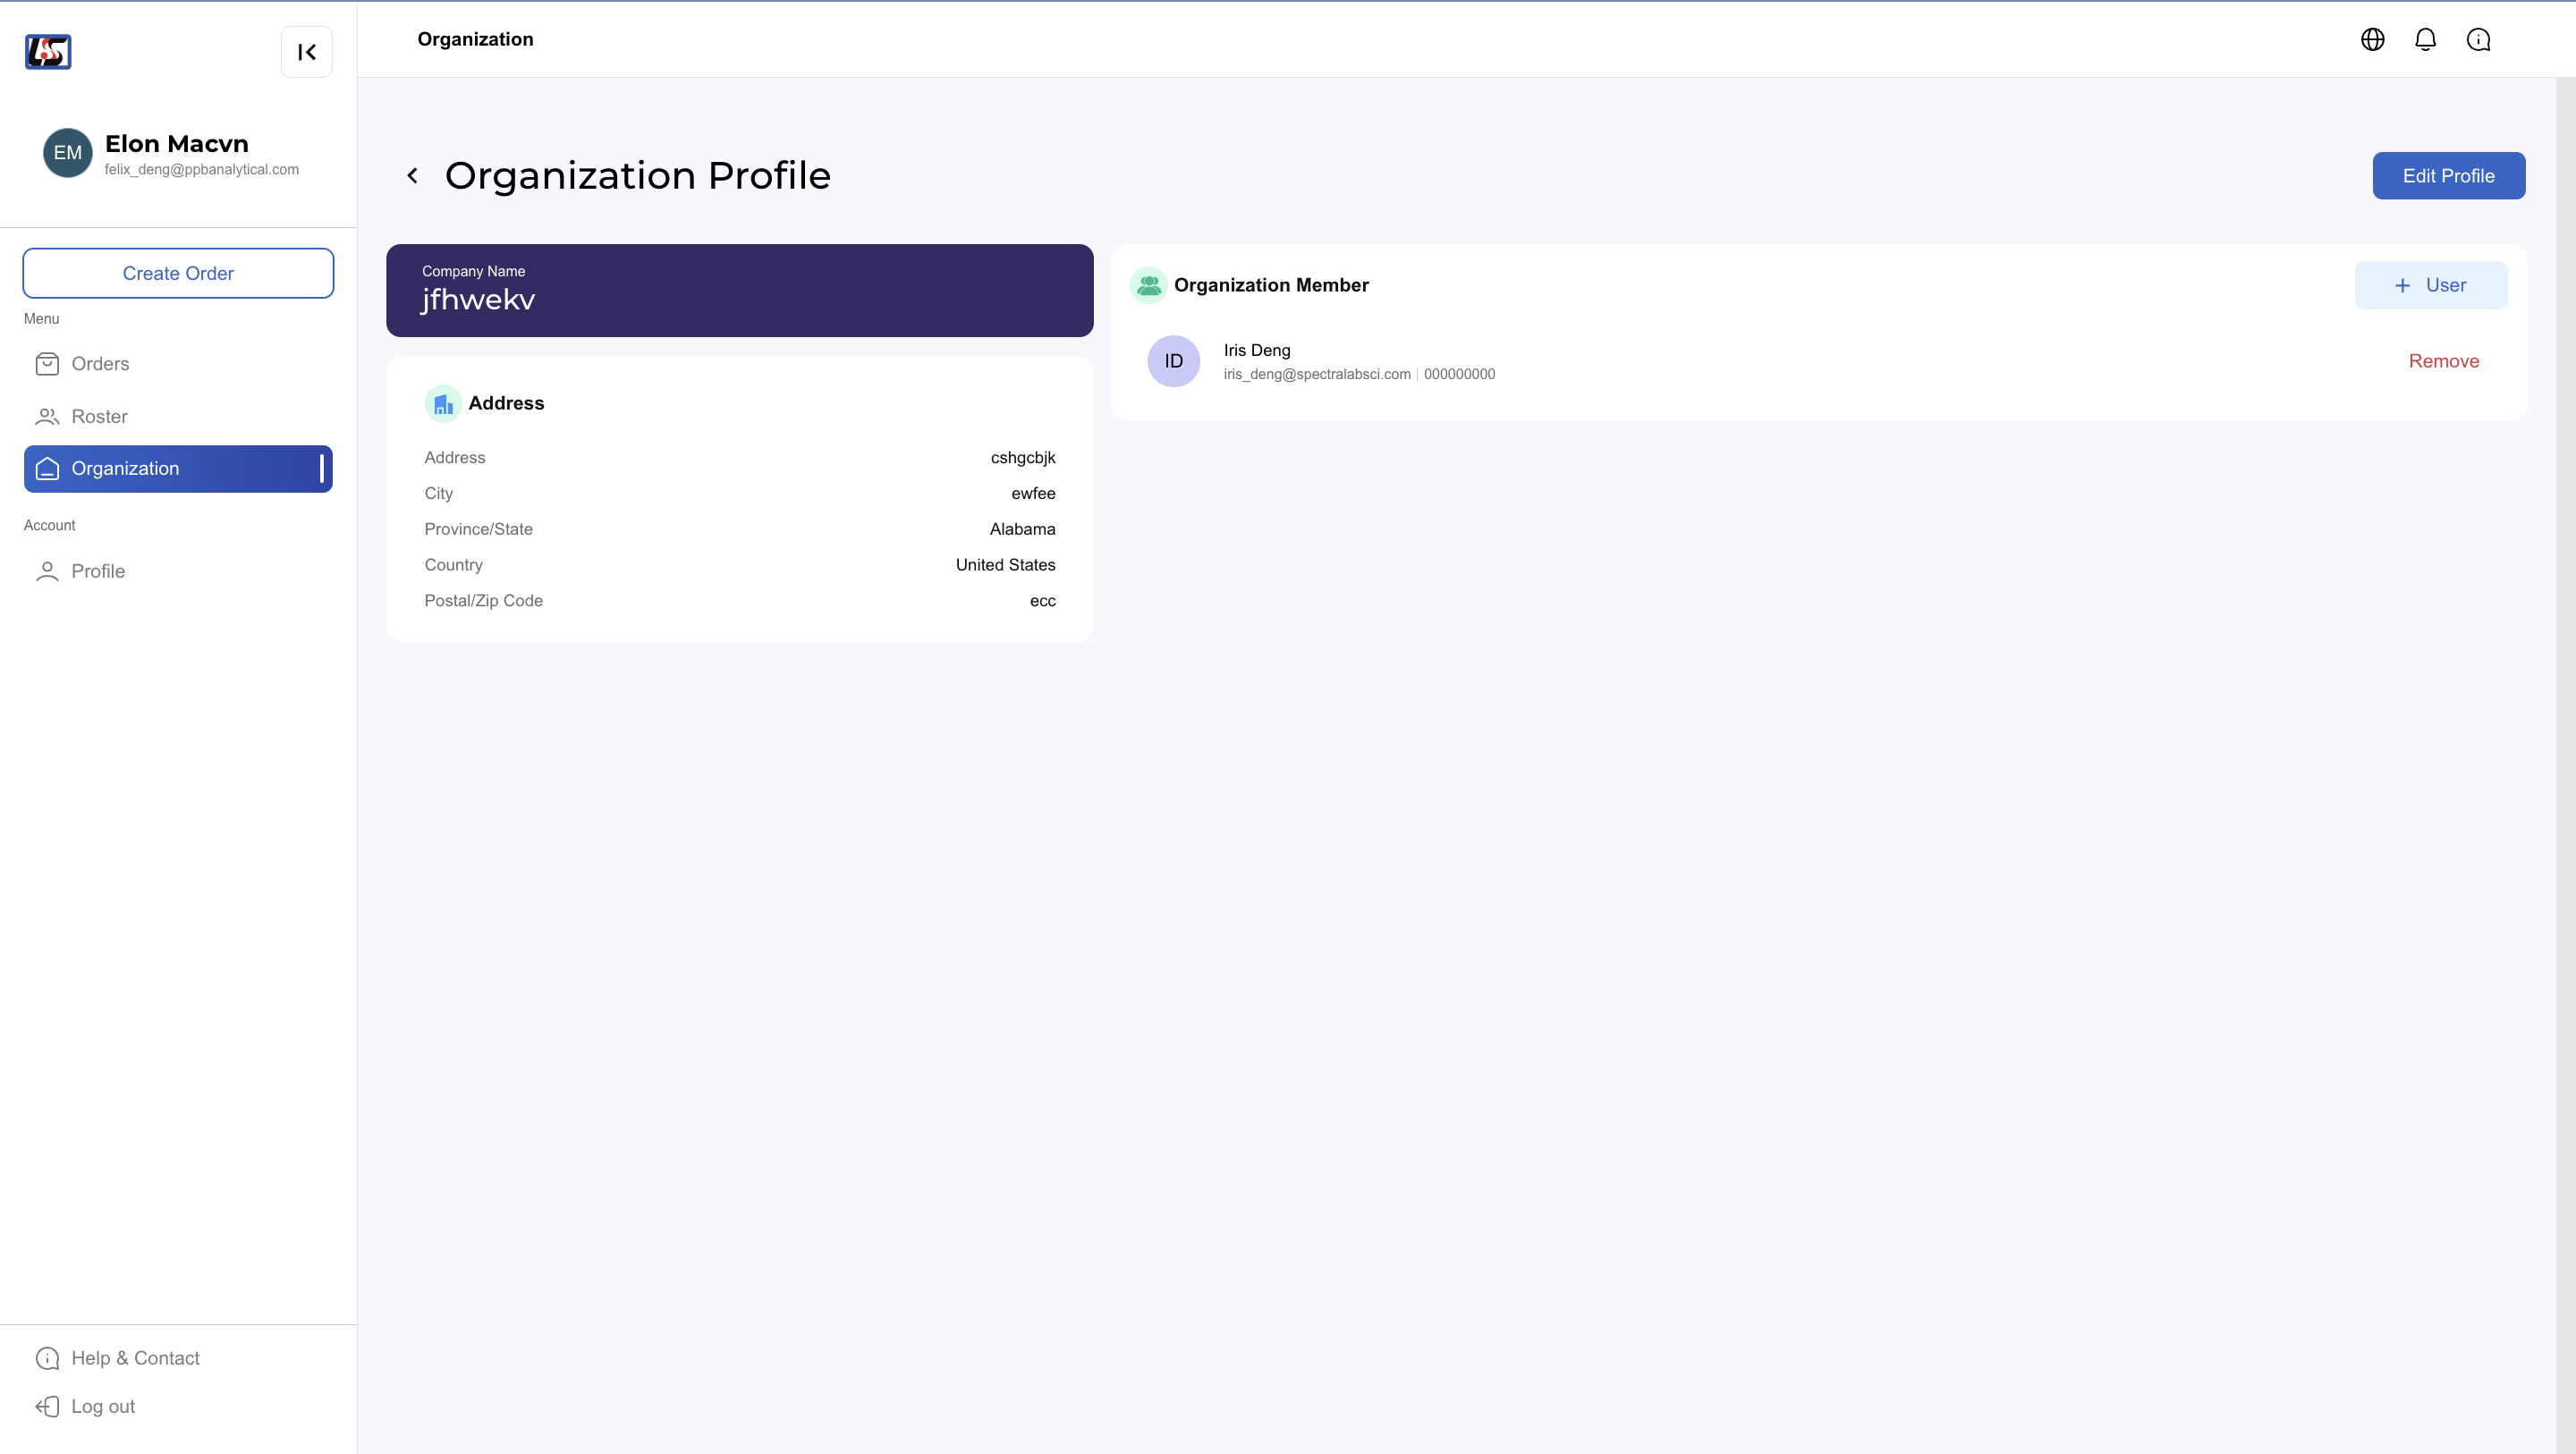 Organization
EM
Elon Macvn
felix_deng@ppbanalytical.com
Create Order
Menu
Orders
Roster
Organization
Account
Profile
Help & Contact
Log out
Organization Profile
Edit Profile
Company Name
jfhwekv
Address
Address cshgcbjk
City ewfee
Province/State Alabama
Country United States
Postal/Zip Code ecc
Organization Member
+ User
ID
Iris Deng
iris_deng@spectralabsci.com | 000000000
Remove